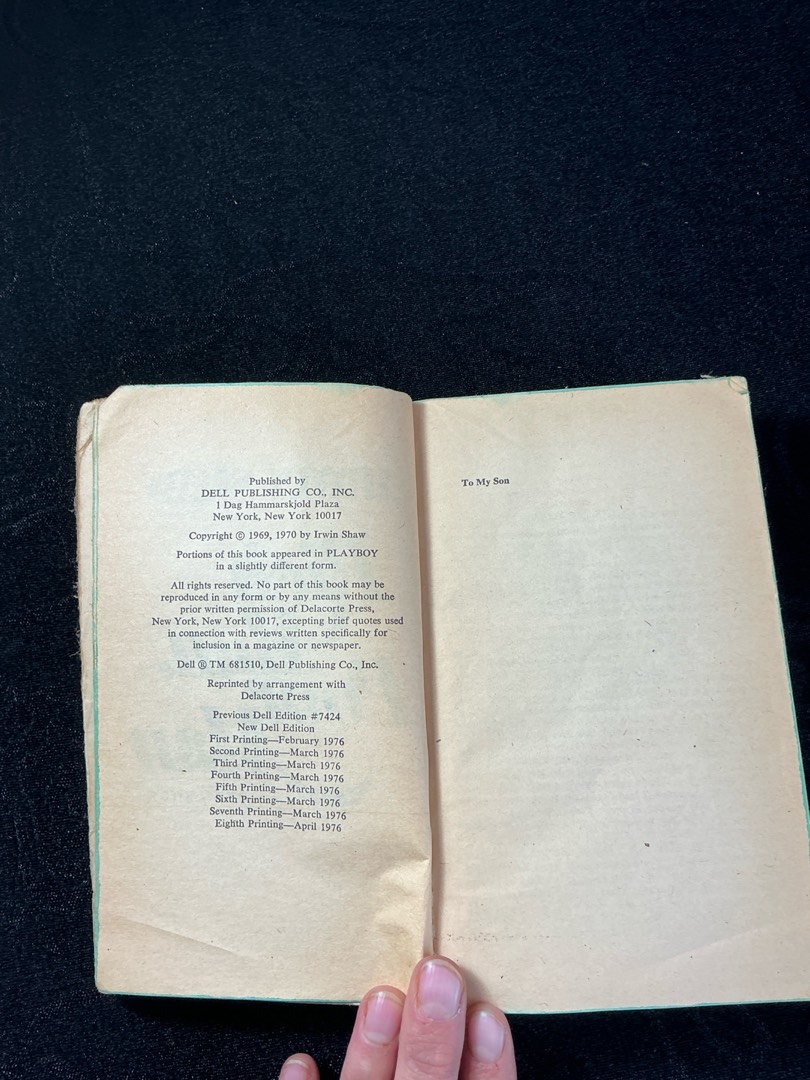 Published by
DELL PUBLISHING CO., INC.
1 Dag Hammarskjold Plaza
New York, New York 10017
Copyright © 1969, 1970 by Irwin Shaw
Portions of this book appeared in PLAYBOY
in a slightly different form.
All rights reserved. No part of this book may be
reproduced in any form or by any means without the
prior written permission of Delacorte Press,
New York, New York 10017, excepting brief quotes used
in connection with reviews written specifically for
inclusion in a magazine or newspaper.
Dell ® TM 681510, Dell Publishing Co., Inc.
Reprinted by arrangement with
Delacorte Press
Previous Dell Edition #7424
New Dell Edition
First Printing—February 1976
Second Printing—March 1976
Third Printing—March 1976
Fourth Printing—March 1976
Fifth Printing—March 1976
Sixth Printing—March 1976
Seventh Printing—March 1976
Eighth Printing—April 1976
To My Son